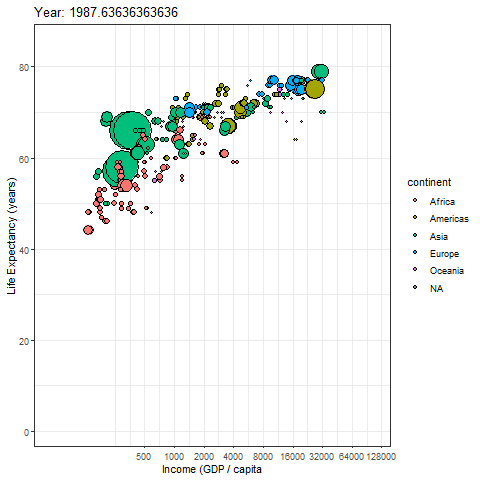 Year: 1987.63636363636
80
60
40
20
0
Life Expectancy (years)
500 1000 2000 4000 8000 16000 32000 64000 128000
Income (GDP / capita
continent
Africa
Americas
Asia
Europe
Oceania
NA